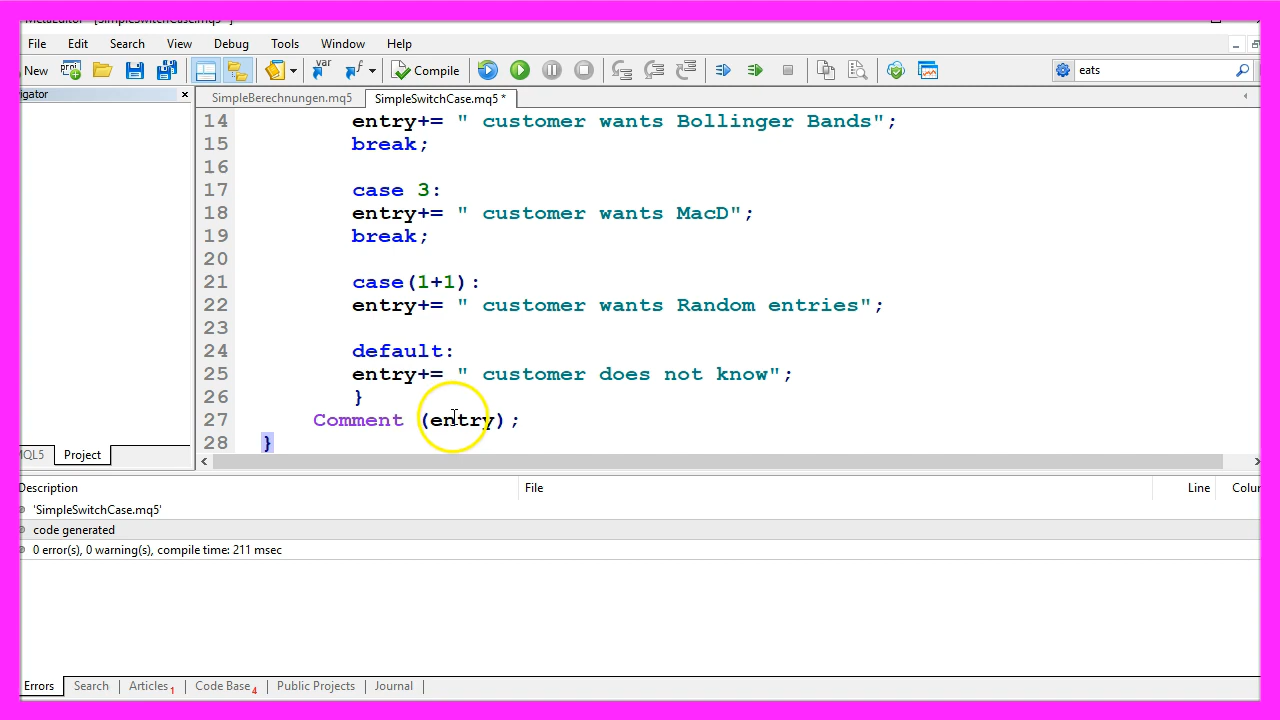 MetaEditor - [SimpleSwitchCase.mq5 *]
File Edit Search View Debug Tools Window Help
New Compile eats
igator SimpleBerechnungen.mq5 SimpleSwitchCase.mq5 *
14 entry+= " customer wants Bollinger Bands";
15 break;
16
17 case 3:
18 entry+= " customer wants MacD";
19 break;
20
21 case(1+1):
22 entry+= " customer wants Random entries";
23
24 default:
25 entry+= " customer does not know";
26 }
27 Comment (entry);
28 }
MQL5 Project
Description File Line Colu
'SimpleSwitchCase.mq5'
code generated
0 error(s), 0 warning(s), compile time: 211 msec
Errors Search Articles 1 Code Base 4 Public Projects Journal